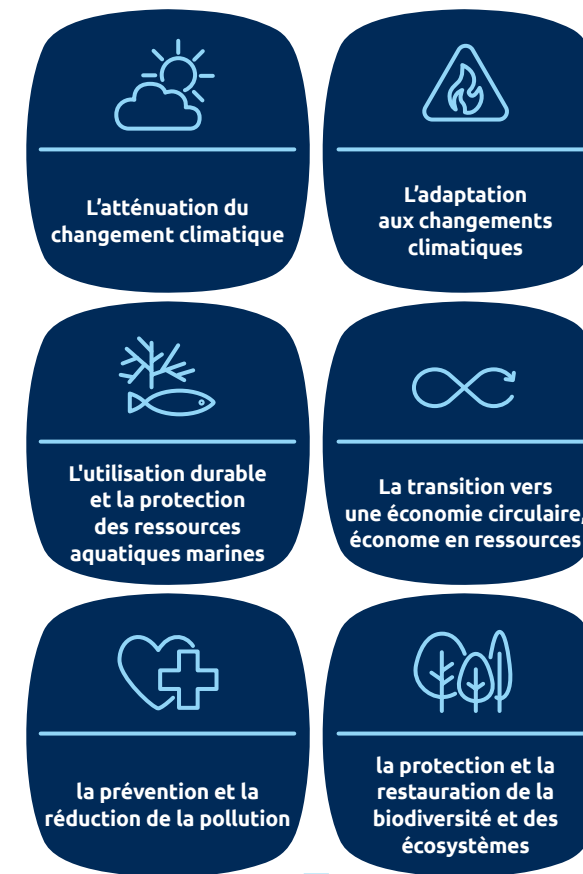 L'atténuation du
changement climatique
L'adaptation
aux changements
climatiques
L'utilisation durable
et la protection
des ressources
aquatiques marines
La transition vers
une économie circulaire,
économe en ressources
la prévention et la
réduction de la pollution
la protection et la
restauration de la
biodiversité et des
écosystèmes